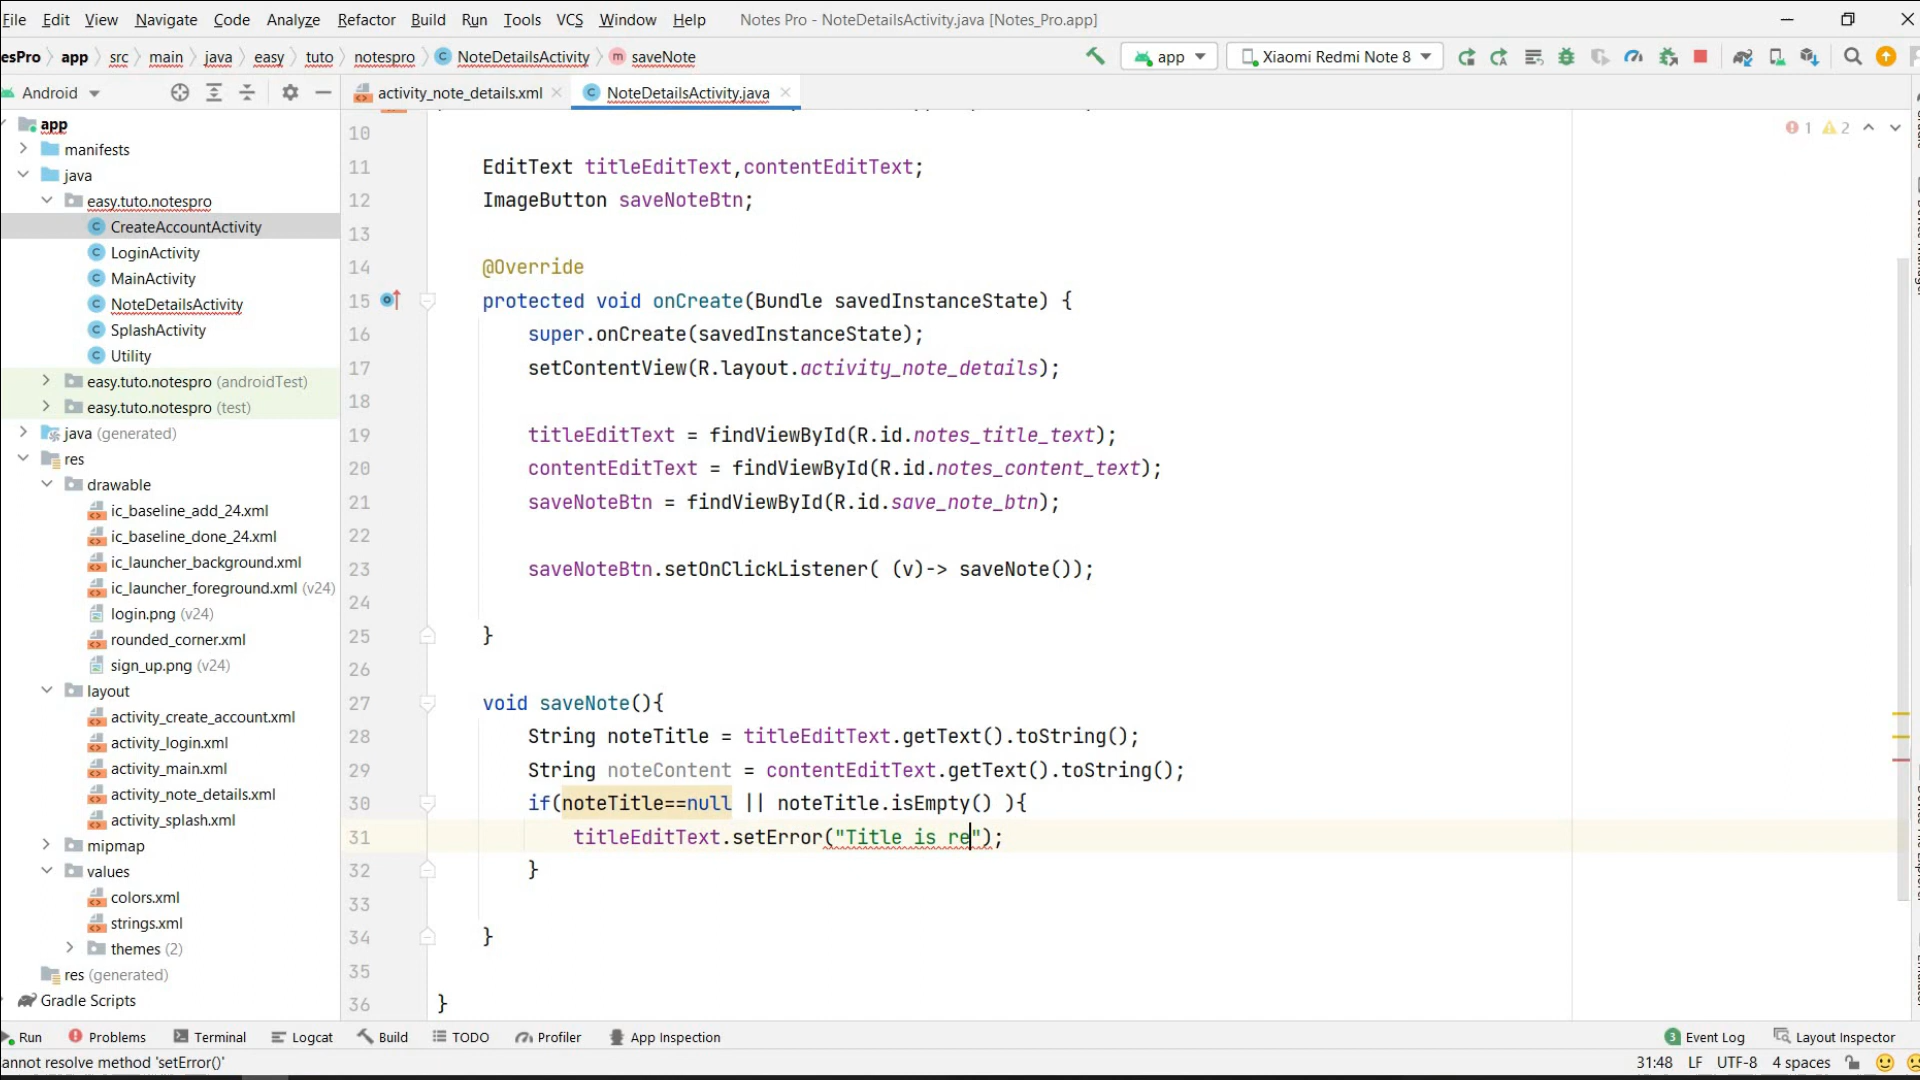 File Edit View Navigate Code Analyze Refactor Build Run Tools VCS Window Help Notes Pro - NoteDetailsActivity.java [Notes_Pro.app]
esPro app src main java easy tuto notespro NoteDetailsActivity saveNote app Xiaomi Redmi Note 8
Android activity_note_details.xml NoteDetailsActivity.java
app
manifests
java
easy.tuto.notespro
CreateAccountActivity
LoginActivity
MainActivity
NoteDetailsActivity
SplashActivity
Utility
easy.tuto.notespro (androidTest)
easy.tuto.notespro (test)
java (generated)
res
drawable
ic_baseline_add_24.xml
ic_baseline_done_24.xml
ic_launcher_background.xml
ic_launcher_foreground.xml (v24)
login.png (v24)
rounded_corner.xml
sign_up.png (v24)
layout
activity_create_account.xml
activity_login.xml
activity_main.xml
activity_note_details.xml
activity_splash.xml
mipmap
values
colors.xml
strings.xml
themes (2)
res (generated)
Gradle Scripts
1 2
10
11 EditText titleEditText,contentEditText;
12 ImageButton saveNoteBtn;
13
14 @Override
15 protected void onCreate(Bundle savedInstanceState) {
16 super.onCreate(savedInstanceState);
17 setContentView(R.layout.activity_note_details);
18
19 titleEditText = findViewById(R.id.notes_title_text);
20 contentEditText = findViewById(R.id.notes_content_text);
21 saveNoteBtn = findViewById(R.id.save_note_btn);
22
23 saveNoteBtn.setOnClickListener( (v)-> saveNote());
24
25 }
26
27 void saveNote(){
28 String noteTitle = titleEditText.getText().toString();
29 String noteContent = contentEditText.getText().toString();
30 if(noteTitle==null || noteTitle.isEmpty() ){
31 titleEditText.setError("Title is re");
32 }
33
34 }
35
36 }
Run Problems Terminal Logcat Build TODO Profiler App Inspection 3 Event Log Layout Inspector
annot resolve method 'setError()' 31:48 LF UTF-8 4 spaces